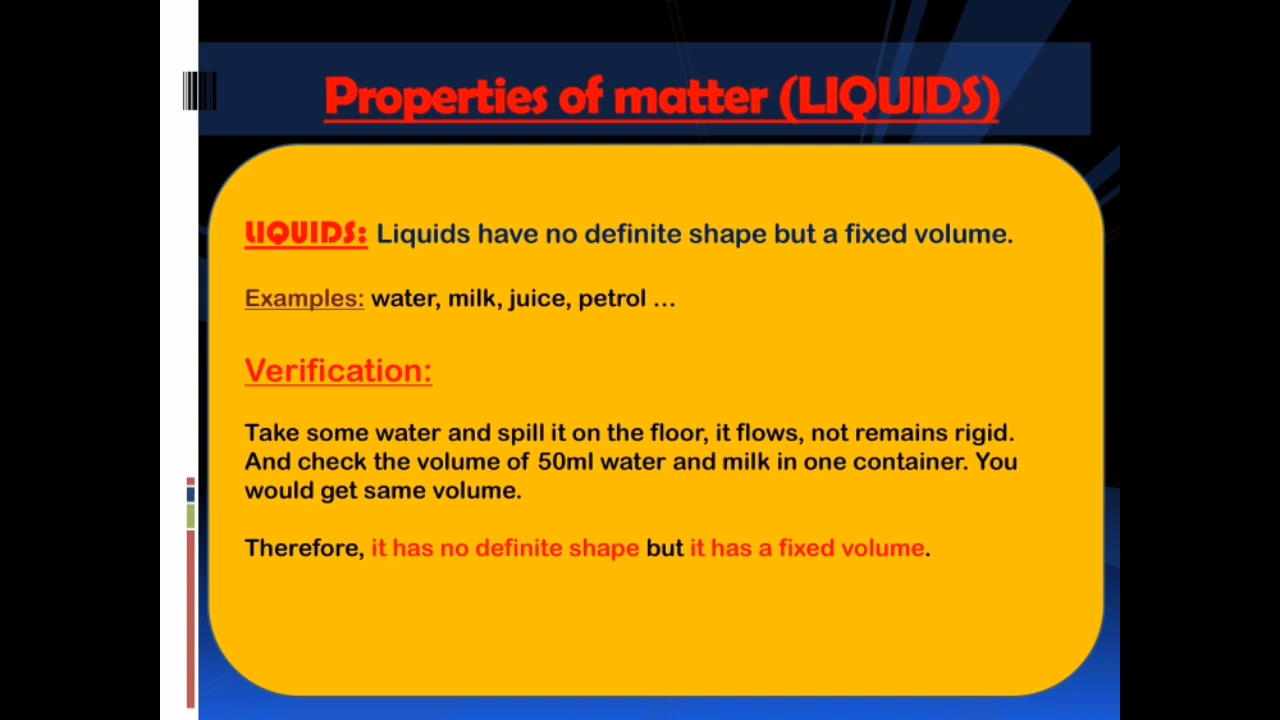 Properties of matter (LIQUIDS)
LIQUIDS: Liquids have no definite shape but a fixed volume.
Examples: water, milk, juice, petrol …
Verification:
Take some water and spill it on the floor, it flows, not remains rigid.
And check the volume of 50ml water and milk in one container. You
would get same volume.
Therefore, it has no definite shape but it has a fixed volume.